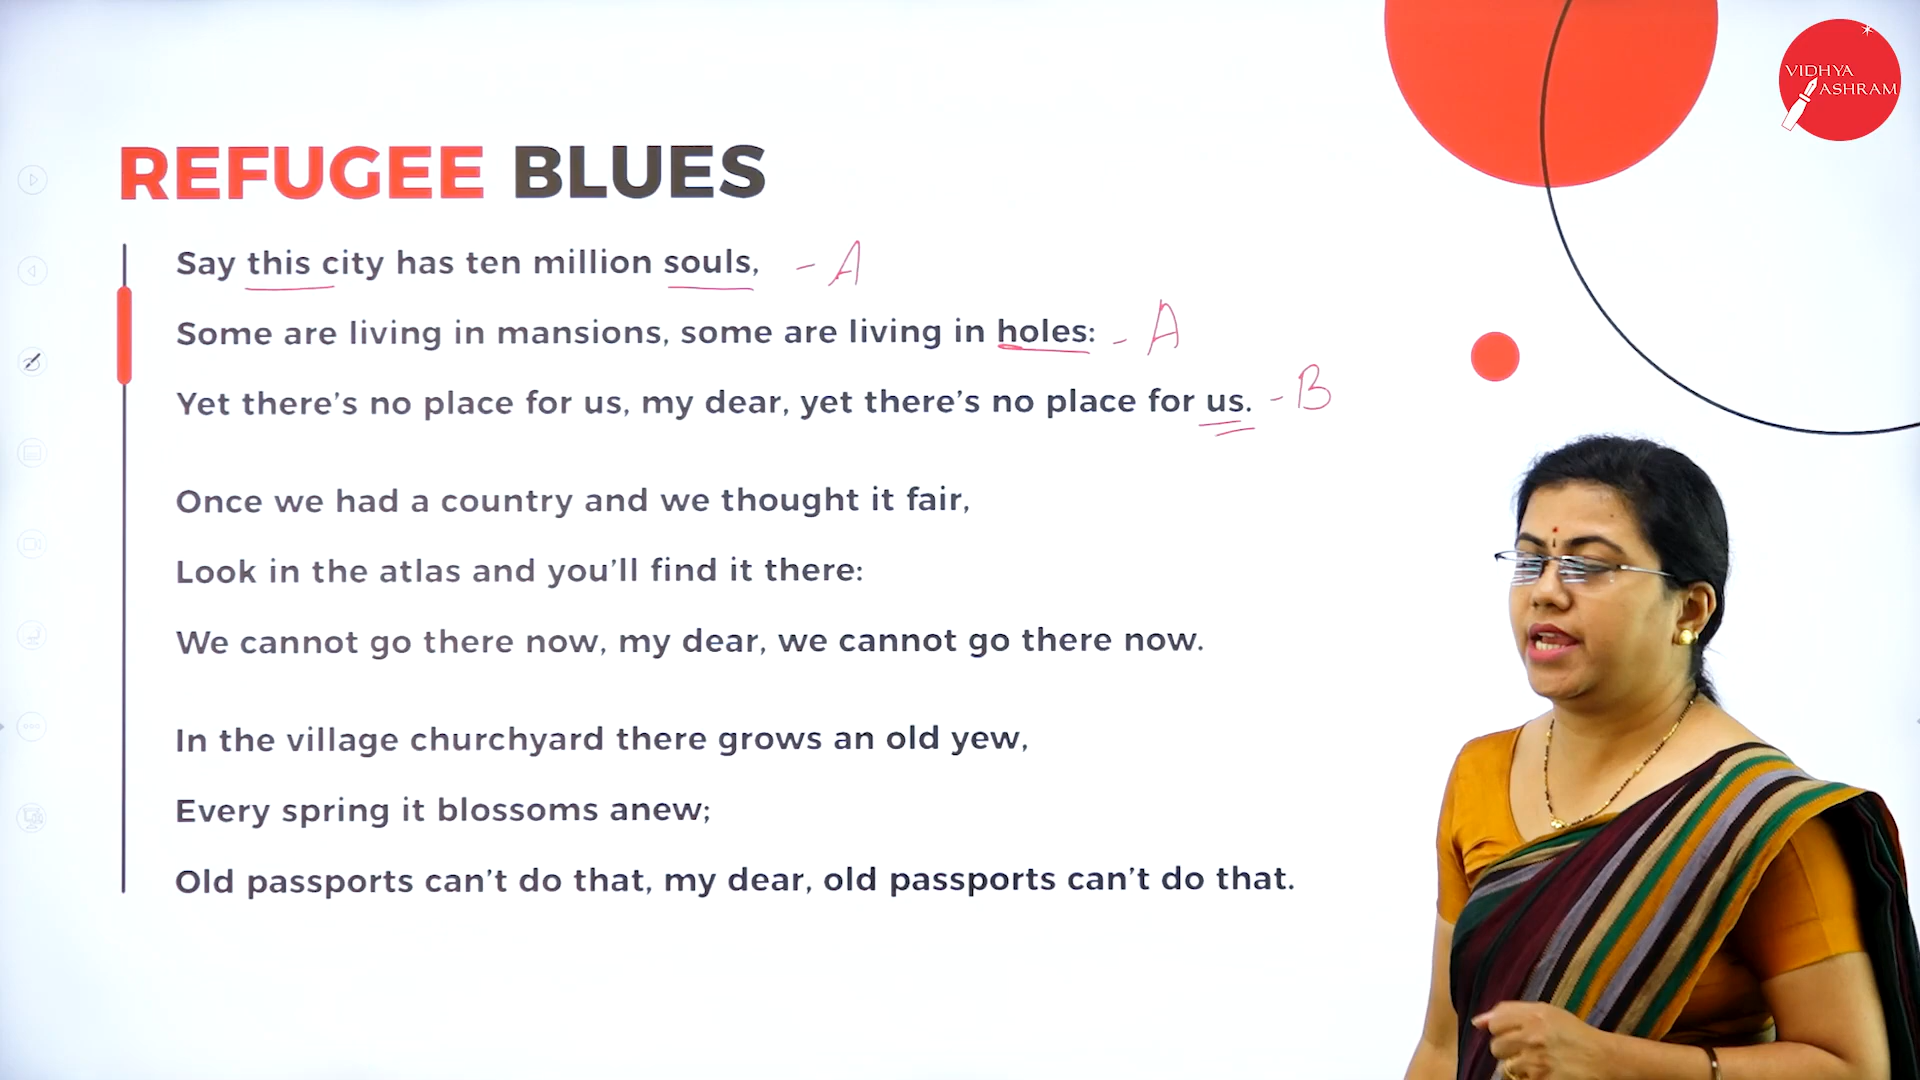 VIDHYA
ASHRAM
REFUGEE BLUES
Say this city has ten million souls, - A
Some are living in mansions, some are living in holes: - A
Yet there's no place for us, my dear, yet there's no place for us. - B
Once we had a country and we thought it fair,
Look in the atlas and you'll find it there:
We cannot go there now, my dear, we cannot go there now.
In the village churchyard there grows an old yew,
Every spring it blossoms anew;
Old passports can't do that, my dear, old passports can't do that.